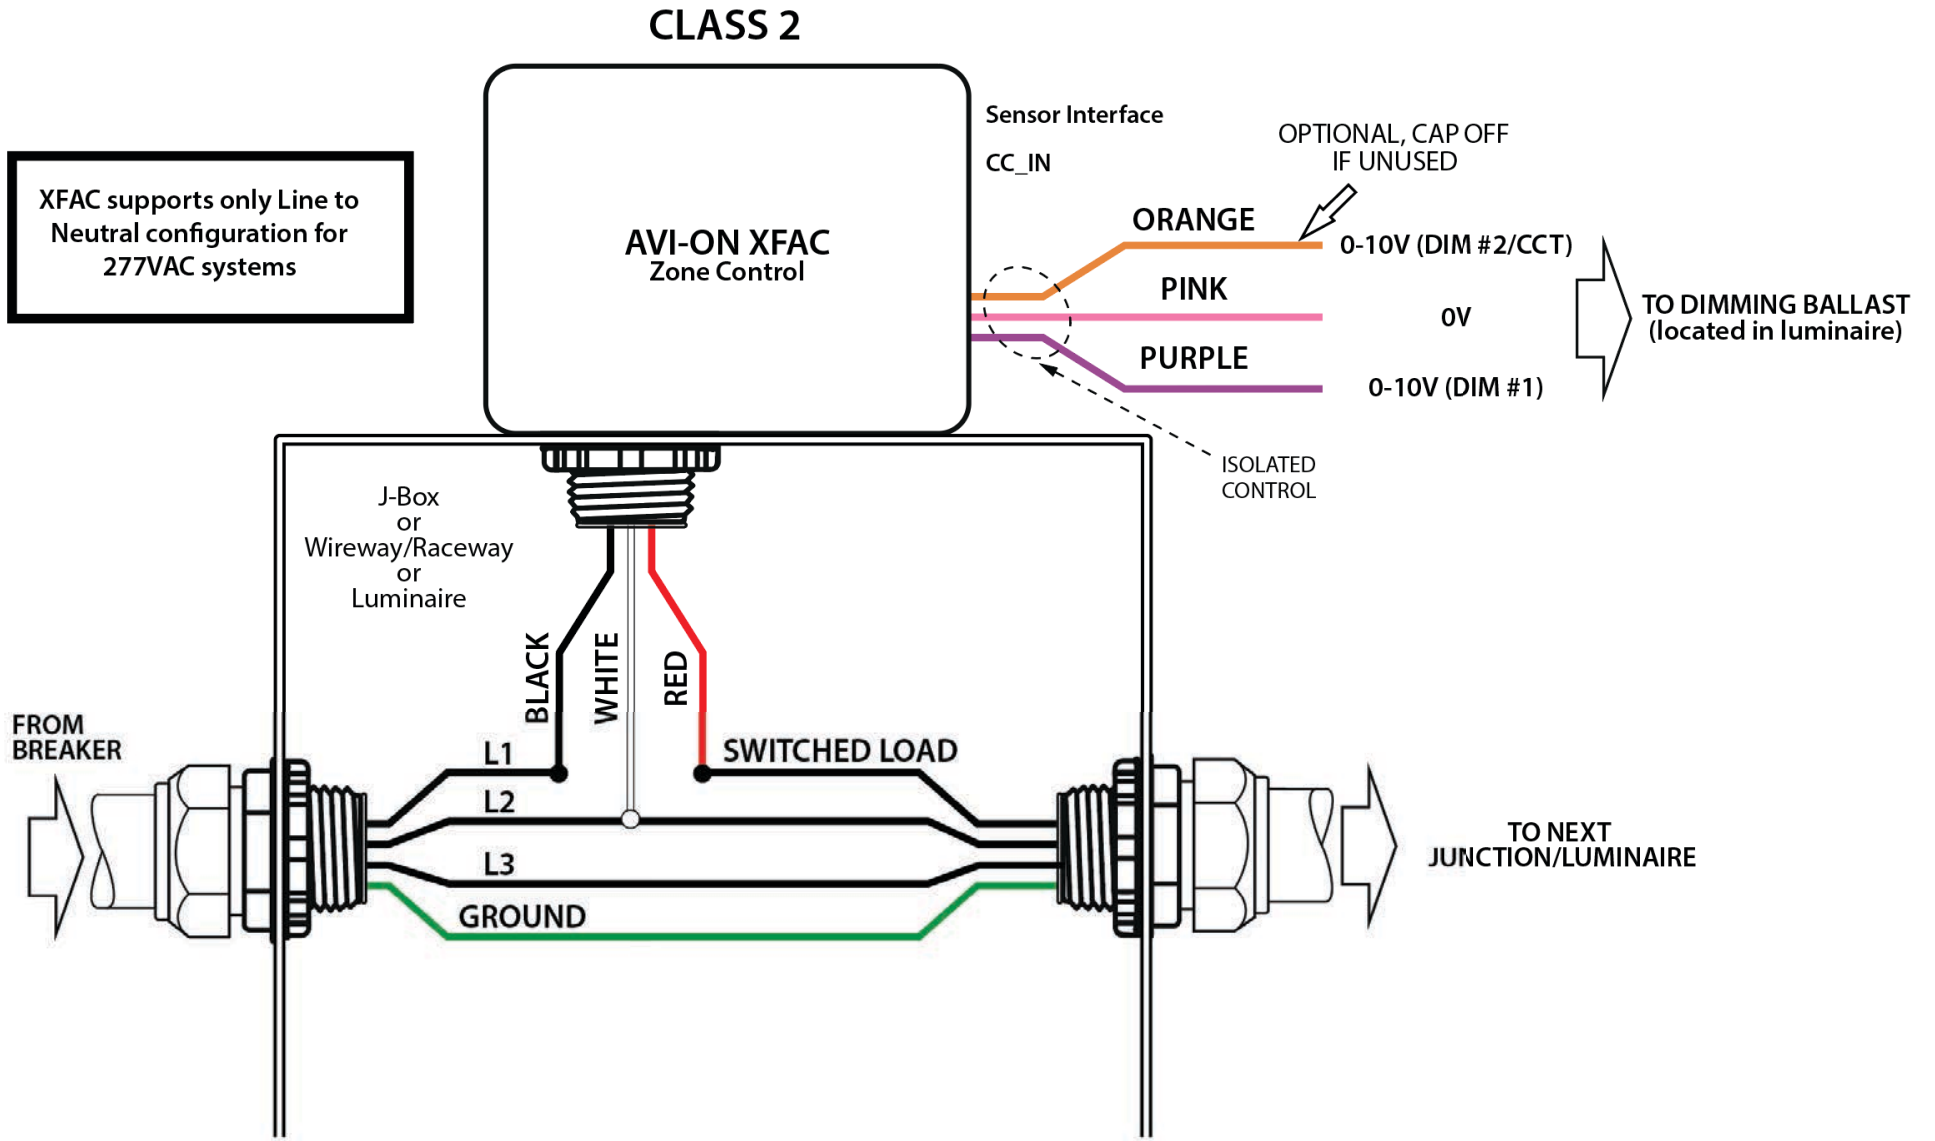 CLASS 2
XFAC supports only Line to
Neutral configuration for
277VAC systems
AVI-ON XFAC
Zone Control
Sensor Interface
CC_IN
OPTIONAL, CAP OFF
IF UNUSED
ORANGE
0-10V (DIM #2/CCT)
PINK
0V
PURPLE
0-10V (DIM #1)
TO DIMMING BALLAST
(located in luminaire)
ISOLATED
CONTROL
J-Box
or
Wireway/Raceway
or
Luminaire
BLACK
WHITE
RED
FROM
BREAKER
L1
SWITCHED LOAD
L2
L3
GROUND
TO NEXT
JUNCTION/LUMINAIRE